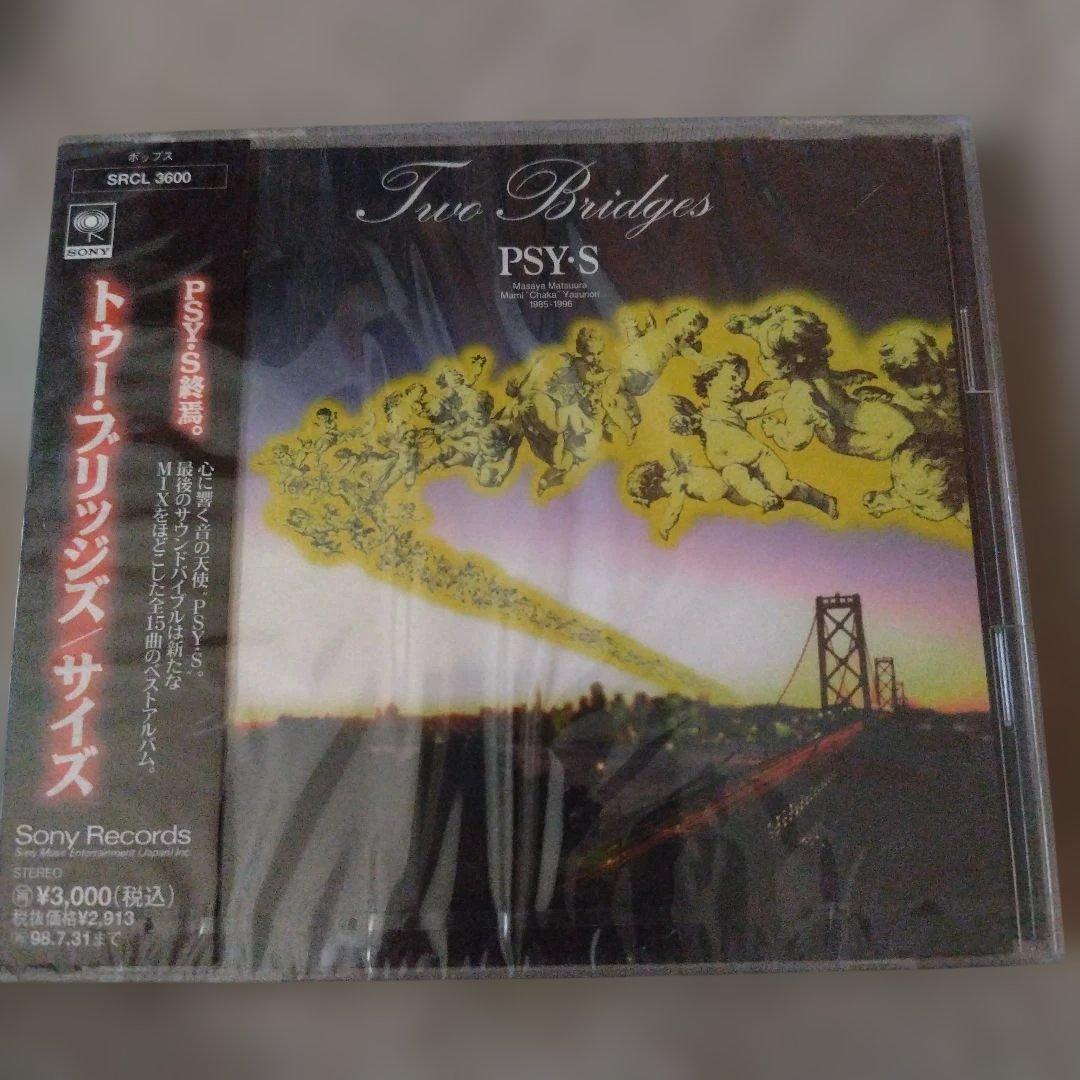 ポップス
SRCL 3600
SONY
PSY・S終焉。
トゥー・ブリッジズ/サイズ
心に響く音の天使“PSY・S”。
最後のサウンドバイブルは新たな
MIXをほどこした全15曲のベストアルバム。
Sony Records
Sony Music Entertainment (Japan) Inc.
STEREO
¥3,000(税込)
税抜価格¥2,913
98.7.31まで
Two Bridges
PSY・S
Masaya Matsuura
Mami "Chaka" Yasunori
1985-1996